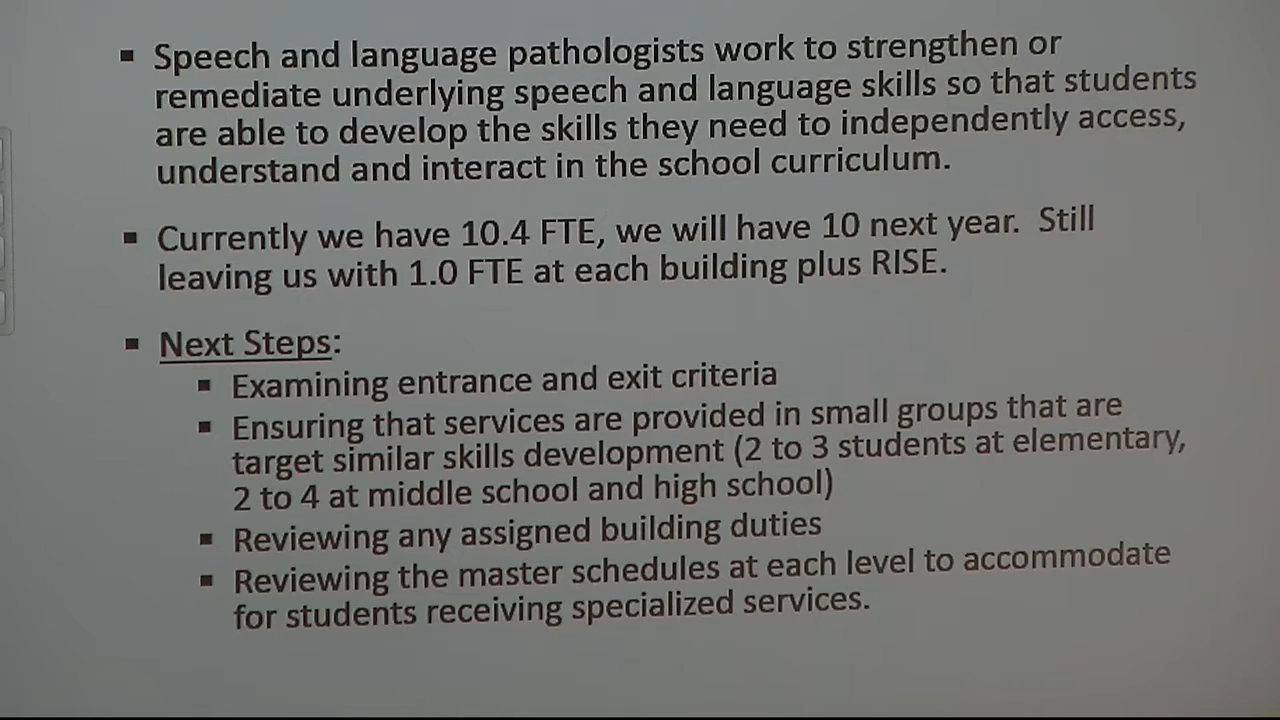 ▪ Speech and language pathologists work to strengthen or
remediate underlying speech and language skills so that students
are able to develop the skills they need to independently access,
understand and interact in the school curriculum.
▪ Currently we have 10.4 FTE, we will have 10 next year.  Still
leaving us with 1.0 FTE at each building plus RISE.
▪ Next Steps:
▪ Examining entrance and exit criteria
▪ Ensuring that services are provided in small groups that are
target similar skills development (2 to 3 students at elementary,
2 to 4 at middle school and high school)
▪ Reviewing any assigned building duties
▪ Reviewing the master schedules at each level to accommodate
for students receiving specialized services.